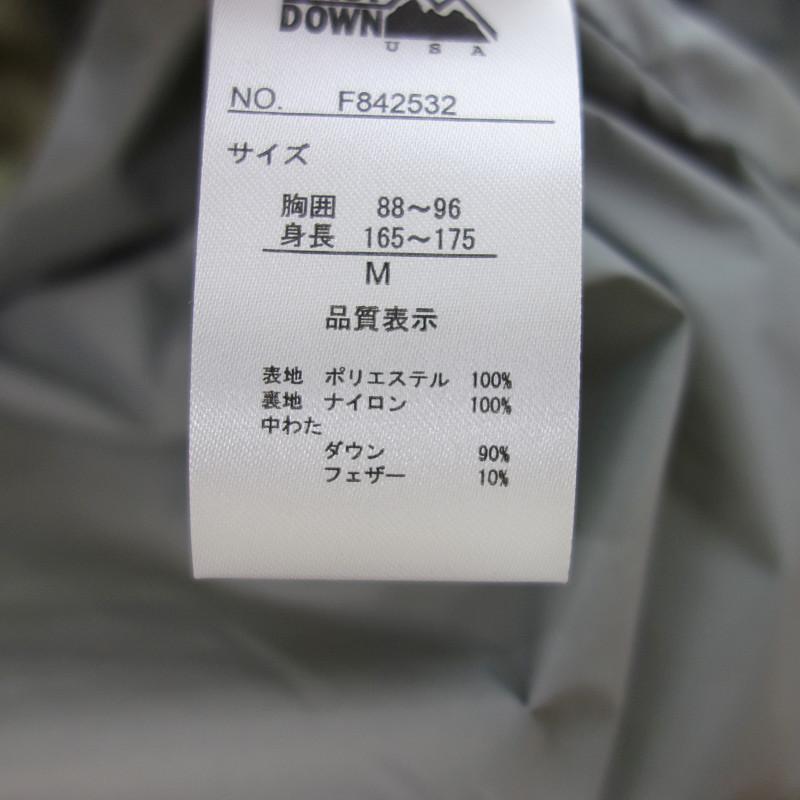 DOWN
USA
NO. F842532
サイズ
胸囲 88～96
身長 165～175
M
品質表示
表地 ポリエステル 100%
裏地 ナイロン 100%
中わた
ダウン 90%
フェザー 10%